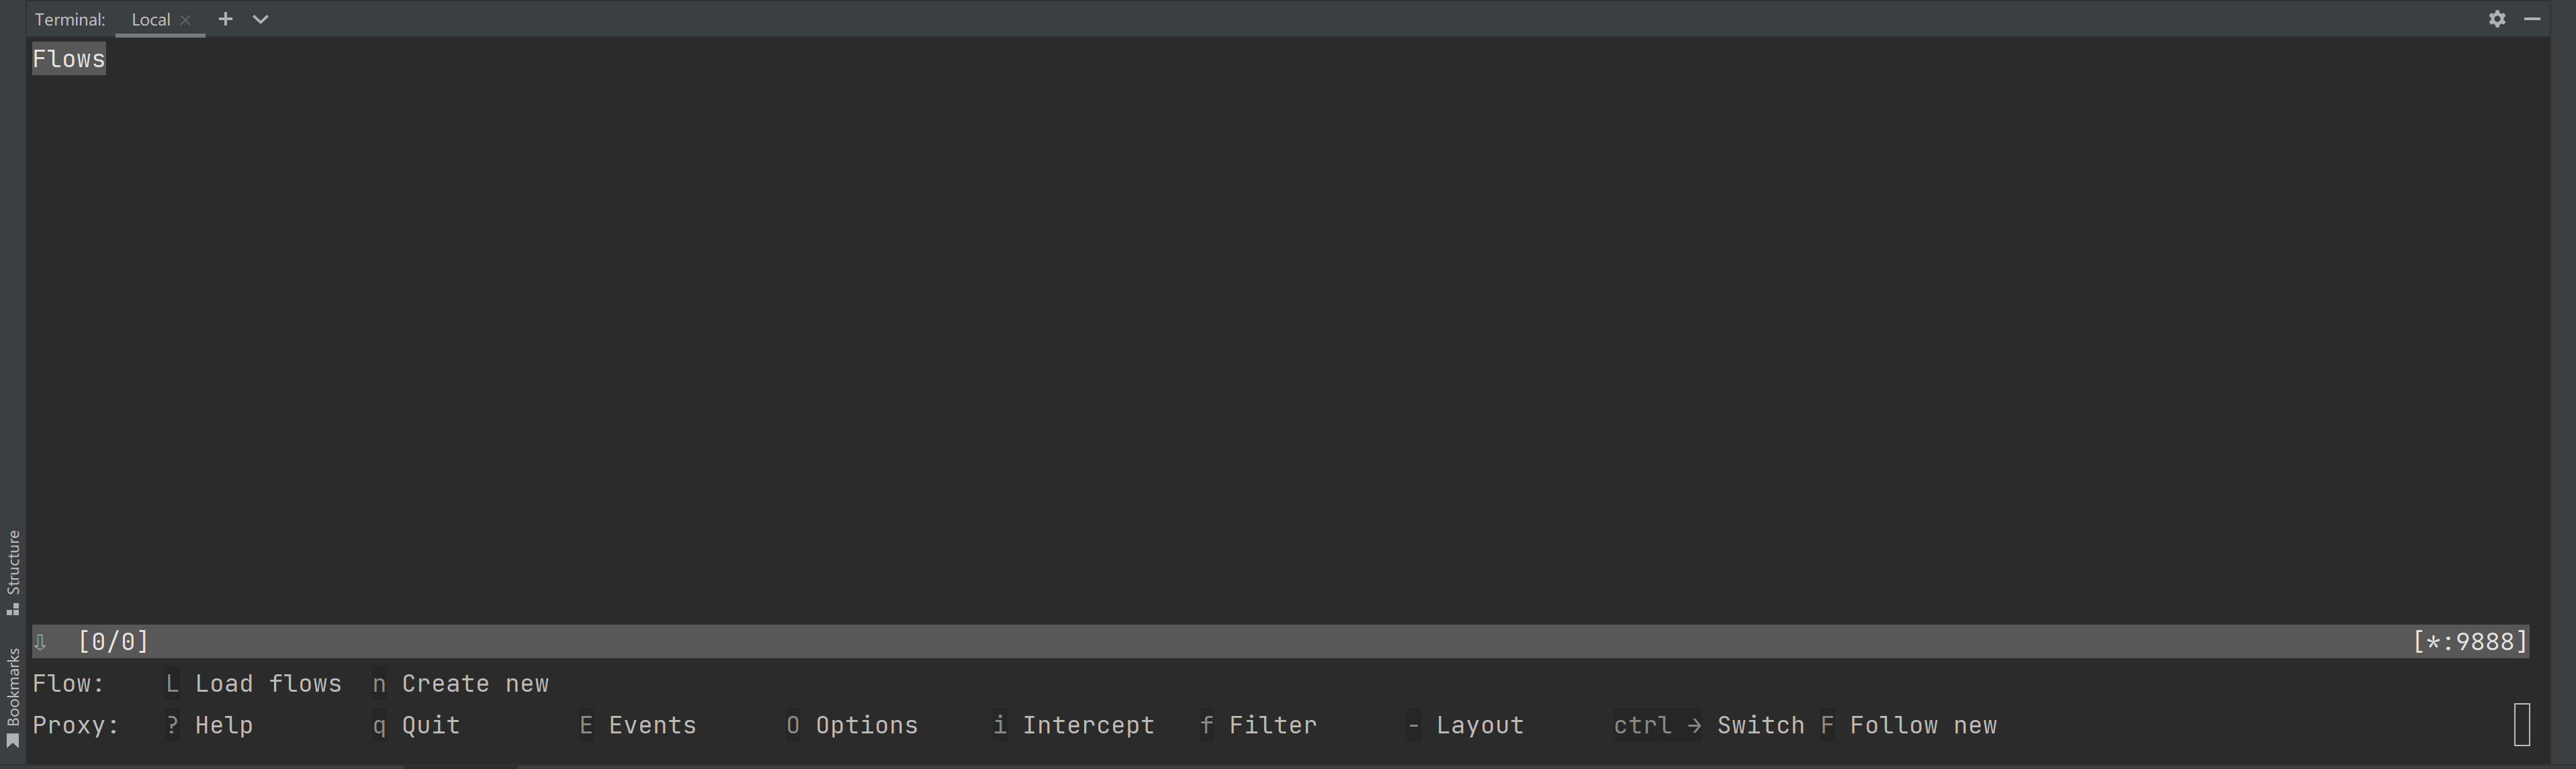 Terminal: Local
Flows
⇩ [0/0] [*:9888]
Flow: L Load flows n Create new
Proxy: ? Help q Quit E Events O Options i Intercept f Filter - Layout ctrl → Switch F Follow new
Structure
Bookmarks